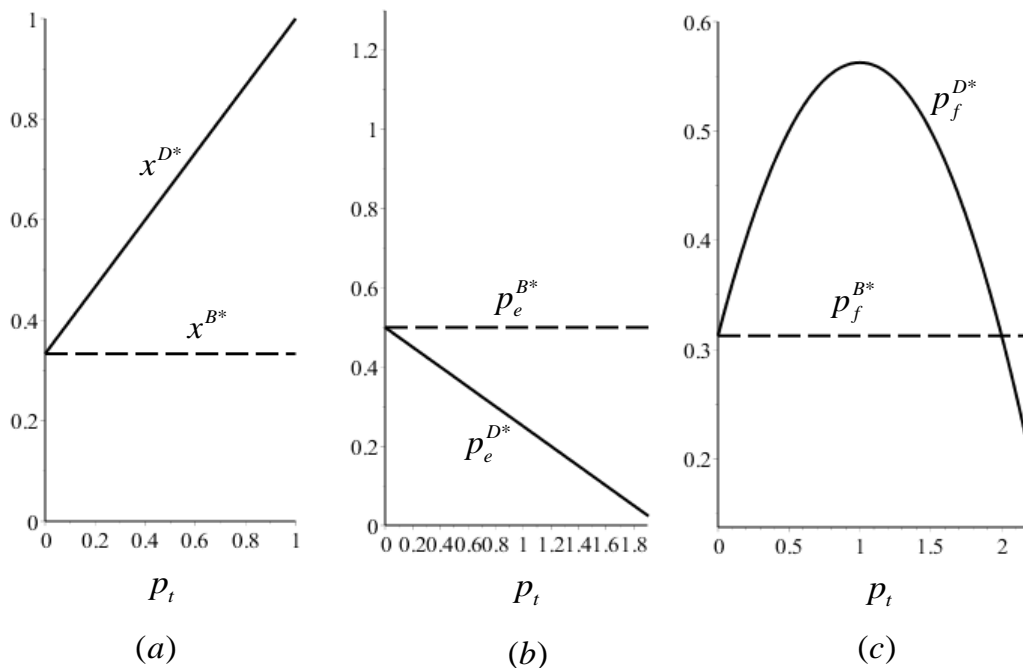 1
0.8
0.6
0.4
0.2
0
x^{D*}
x^{B*}
0 0.2 0.4 0.6 0.8 1
p_t
(a)
1.2
1
0.8
0.6
0.4
0.2
0
p_e^{B*}
p_e^{D*}
0 0.20.40.60.8 1 1.21.41.61.8
p_t
(b)
0.6
0.5
0.4
0.3
0.2
p_f^{D*}
p_f^{B*}
0 0.5 1 1.5 2
p_t
(c)